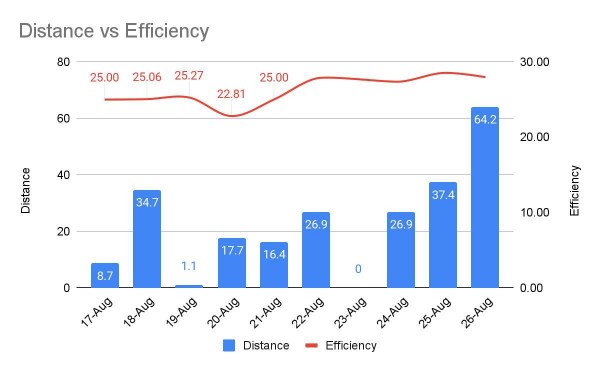 Distance vs Efficiency
80
60
40
20
0
30.00
20.00
10.00
0.00
Distance
Efficiency
25.00
25.06
25.27
22.81
25.00
8.7
34.7
1.1
17.7
16.4
26.9
0
26.9
37.4
64.2
17-Aug
18-Aug
19-Aug
20-Aug
21-Aug
22-Aug
23-Aug
24-Aug
25-Aug
26-Aug
Distance
Efficiency